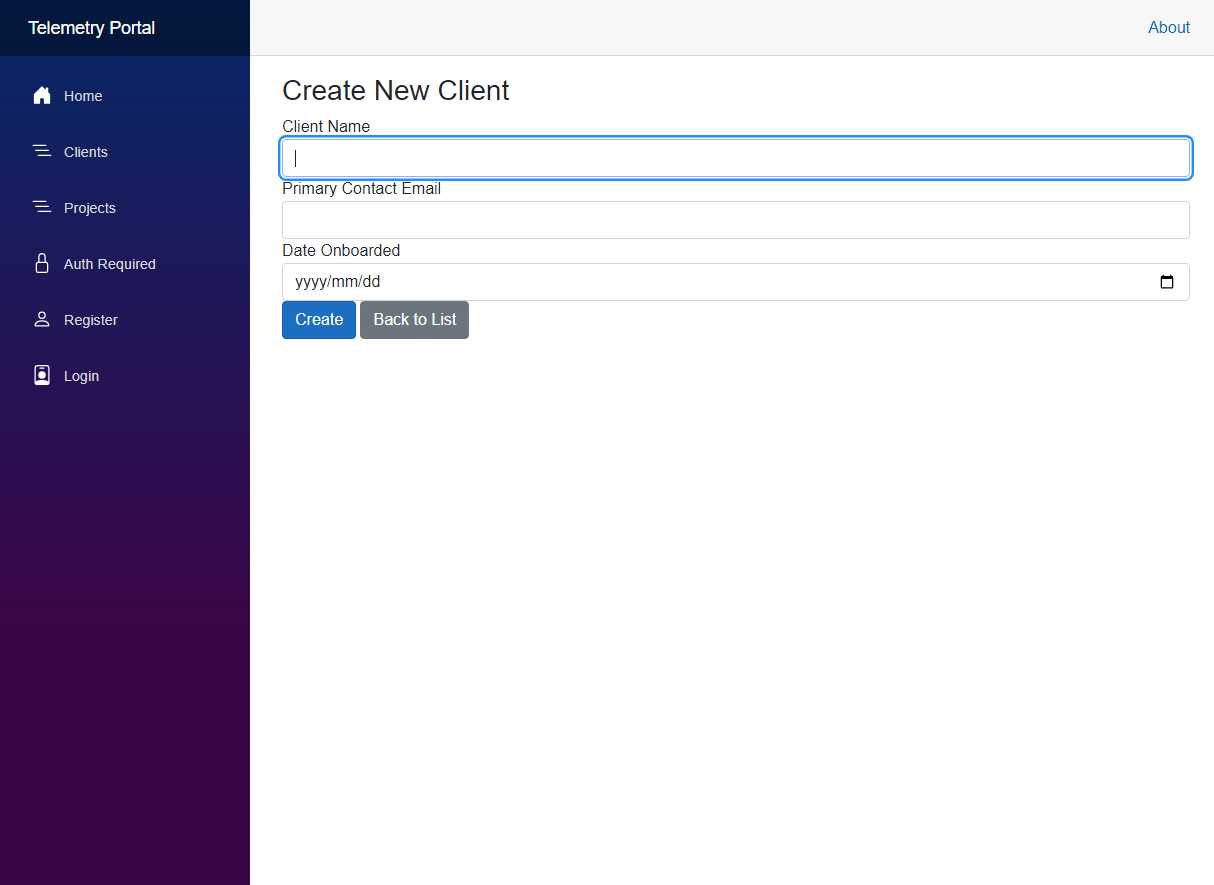 Telemetry Portal
About
Home
Clients
Projects
Auth Required
Register
Login
Create New Client
Client Name
Primary Contact Email
Date Onboarded
yyyy/mm/dd
Create Back to List